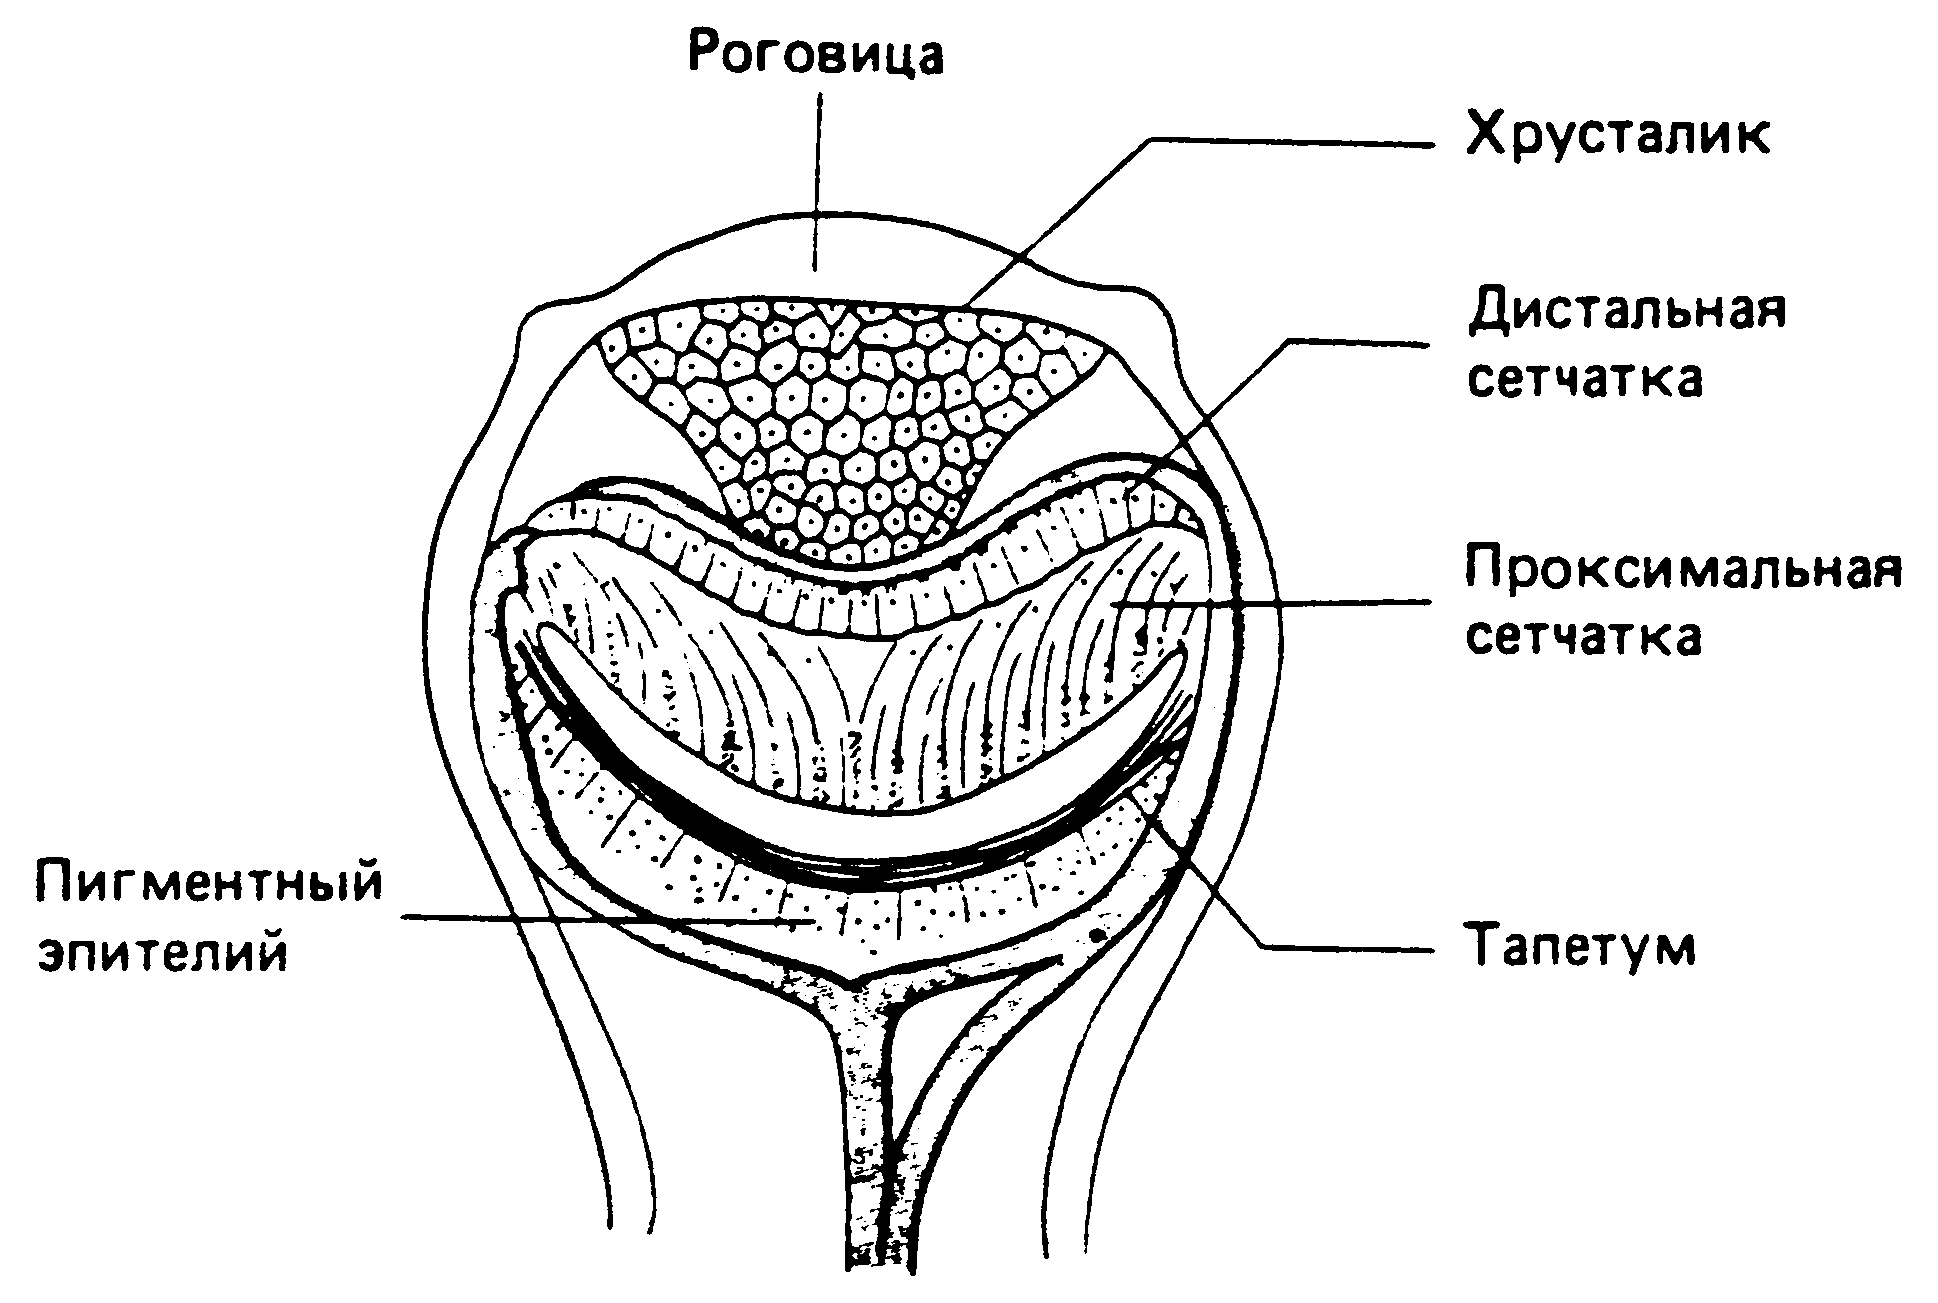 Роговица
Хрусталик
Дистальная
сетчатка
Проксимальная
сетчатка
Пигментный
эпителий
Тапетум